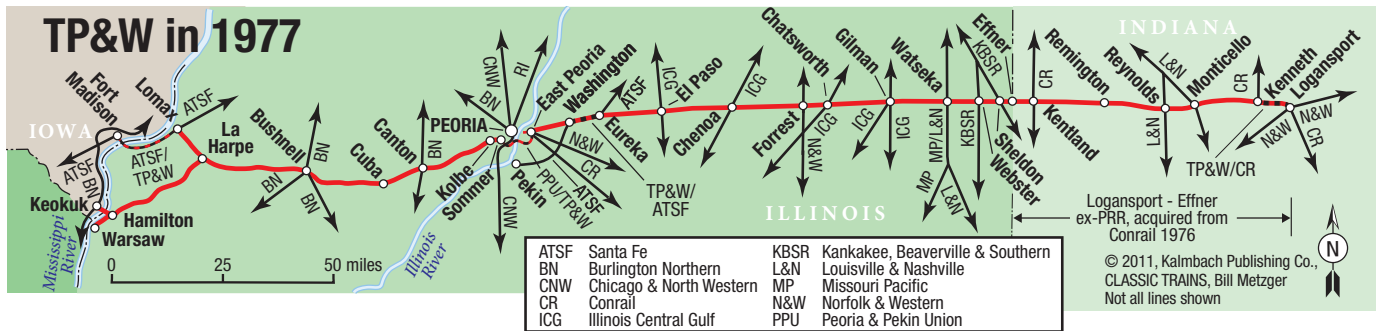 TP&W in 1977
IOWA
ILLINOIS
INDIANA
Fort
Madison
Lomax
ATSF
ATSF
BN
ATSF/
TP&W
Keokuk
Hamilton
Warsaw
Mississippi
River
La
Harpe
Bushnell
BN
BN
BN
Cuba
Canton
BN
Illinois
River
PEORIA
CNW
RI
BN
Kolbe
Sommer
Pekin
CNW
East Peoria
Washington
N&W
CR
ATSF
PPU/TP&W
ATSF
Eureka
TP&W/
ATSF
ICG
El Paso
Chenoa
ICG
Chatsworth
Forrest
N&W
ICG
Gilman
ICG
Watseka
MP/L&N
MP
L&N
KBSR
KBSR
Effner
Sheldon
Webster
CR
Kentland
Remington
Reynolds
L&N
L&N
Monticello
CR
Kenneth
Logansport
N&W
N&W
CR
TP&W/CR
Logansport - Effner
ex-PRR, acquired from
Conrail 1976
0 25 50 miles
ATSF Santa Fe
BN Burlington Northern
CNW Chicago & North Western
CR Conrail
ICG Illinois Central Gulf
KBSR Kankakee, Beaverville & Southern
L&N Louisville & Nashville
MP Missouri Pacific
N&W Norfolk & Western
PPU Peoria & Pekin Union
© 2011, Kalmbach Publishing Co.,
CLASSIC TRAINS, Bill Metzger
Not all lines shown
N